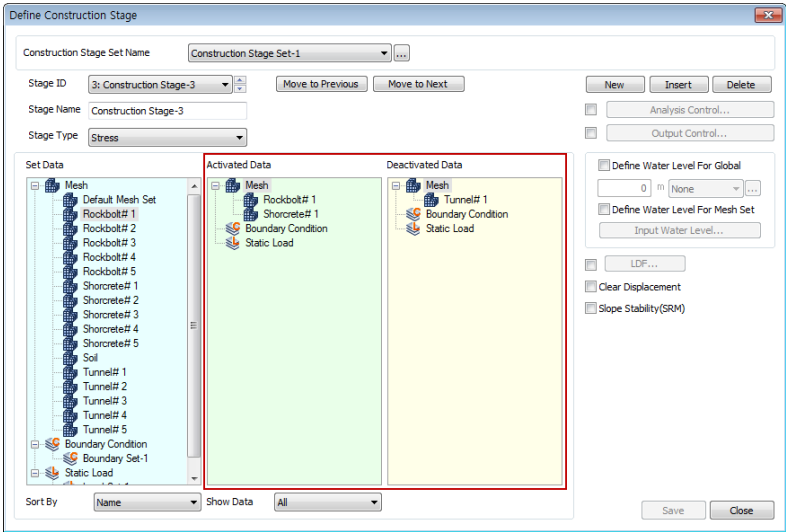 Define Construction Stage
Construction Stage Set Name
Construction Stage Set-1
...
Stage ID
3: Construction Stage-3
Move to Previous
Move to Next
New
Insert
Delete
Stage Name
Construction Stage-3
Analysis Control...
Stage Type
Stress
Output Control...
Set Data
Mesh
Default Mesh Set
Rockbolt# 1
Rockbolt# 2
Rockbolt# 3
Rockbolt# 4
Rockbolt# 5
Shorcrete# 1
Shorcrete# 2
Shorcrete# 3
Shorcrete# 4
Shorcrete# 5
Soil
Tunnel# 1
Tunnel# 2
Tunnel# 3
Tunnel# 4
Tunnel# 5
Boundary Condition
Boundary Set-1
Static Load
Activated Data
Mesh
Rockbolt# 1
Shorcrete# 1
Boundary Condition
Static Load
Deactivated Data
Mesh
Tunnel# 1
Boundary Condition
Static Load
Define Water Level For Global
0 m None ...
Define Water Level For Mesh Set
Input Water Level...
LDF...
Clear Displacement
Slope Stability(SRM)
Sort By
Name
Show Data
All
Save
Close